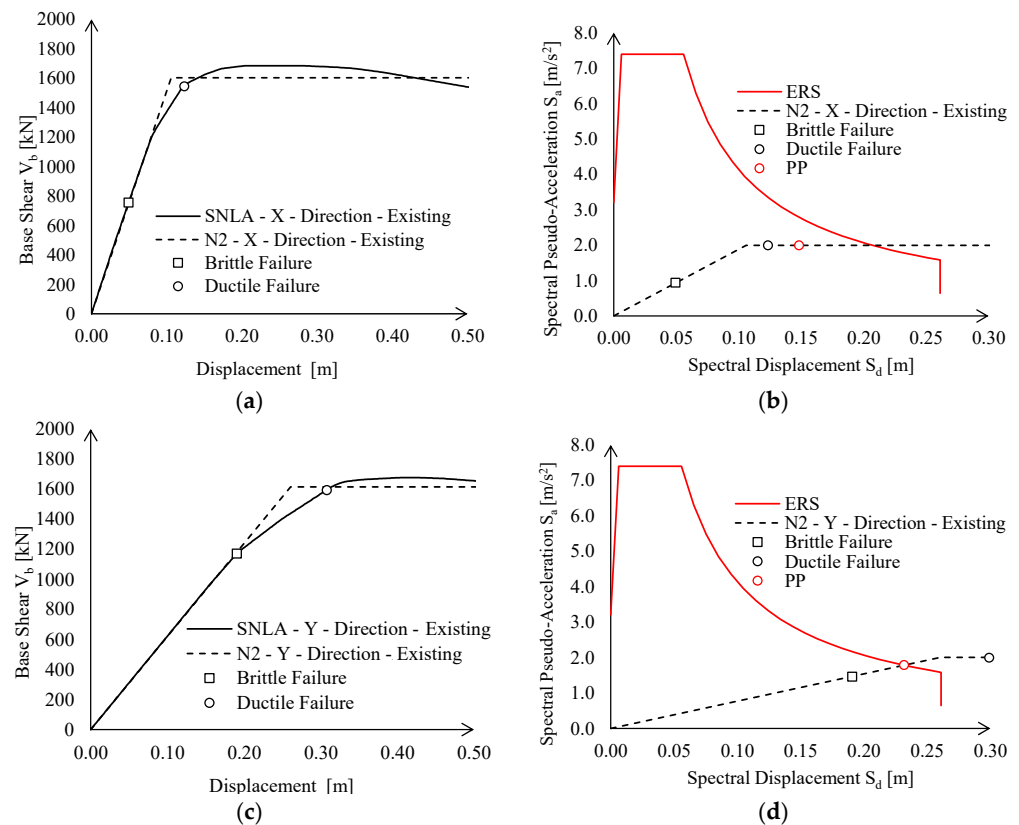 2000
1800
1600
1400
1200
1000
800
600
400
200
0
Base Shear V_b [kN]
SNLA - X - Direction - Existing
N2 - X - Direction - Existing
Brittle Failure
Ductile Failure
0.00 0.10 0.20 0.30 0.40 0.50
Displacement [m]
(a)
8.0
7.0
6.0
5.0
4.0
3.0
2.0
1.0
0.0
Spectral Pseudo-Acceleration S_a [m/s²]
ERS
N2 - X - Direction - Existing
Brittle Failure
Ductile Failure
PP
0.00 0.05 0.10 0.15 0.20 0.25 0.30
Spectral Displacement S_d [m]
(b)
2000
1800
1600
1400
1200
1000
800
600
400
200
0
Base Shear V_b [kN]
SNLA - Y - Direction - Existing
N2 - Y - Direction - Existing
Brittle Failure
Ductile Failure
0.00 0.10 0.20 0.30 0.40 0.50
Displacement [m]
(c)
8.0
7.0
6.0
5.0
4.0
3.0
2.0
1.0
0.0
Spectral Pseudo-Acceleration S_a [m/s²]
ERS
N2 - Y - Direction - Existing
Brittle Failure
Ductile Failure
PP
0.00 0.05 0.10 0.15 0.20 0.25 0.30
Spectral Displacement S_d [m]
(d)